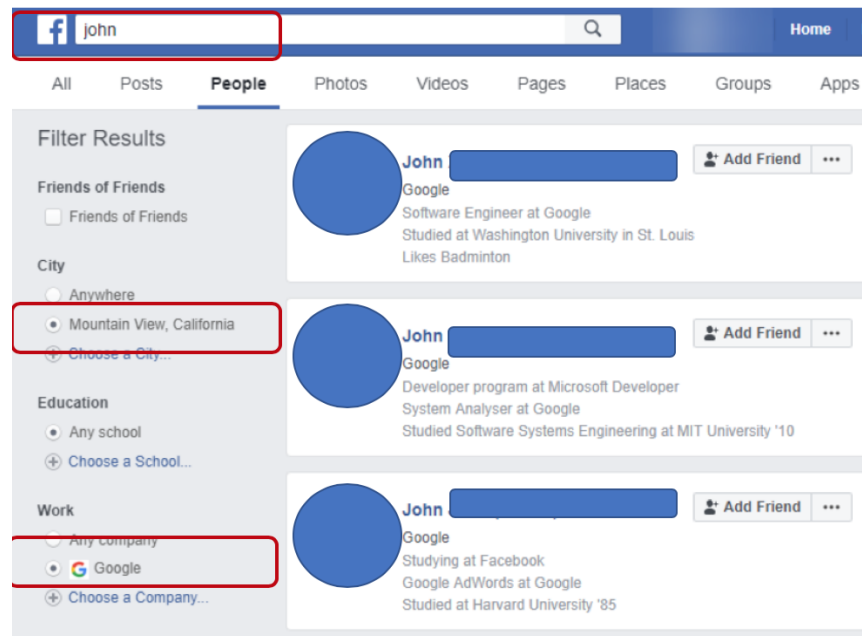 f john
Home
All Posts People Photos Videos Pages Places Groups Apps
Filter Results
Friends of Friends
Friends of Friends
City
Anywhere
Mountain View, California
Choose a City...
Education
Any school
Choose a School...
Work
Any company
Google
Choose a Company...
John
Add Friend
Google
Software Engineer at Google
Studied at Washington University in St. Louis
Likes Badminton
John
Add Friend
Google
Developer program at Microsoft Developer
System Analyser at Google
Studied Software Systems Engineering at MIT University '10
John
Add Friend
Google
Studying at Facebook
Google AdWords at Google
Studied at Harvard University '85